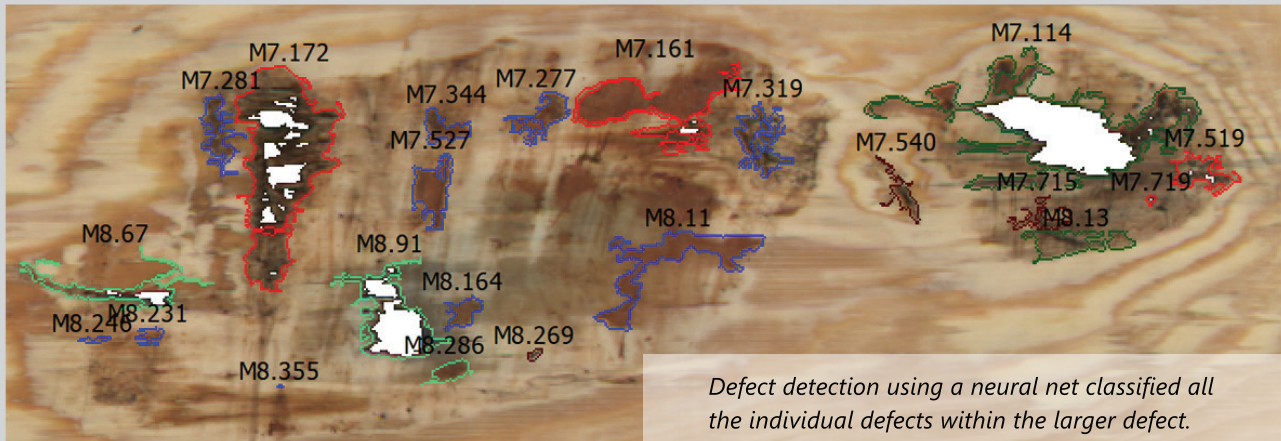 M7.114
M7.172
M7.161
M7.281
M7.277
M7.319
M7.344
M7.527
M7.540
M7.519
M7.715
M7.719
M8.11
M8.13
M8.67
M8.91
M8.164
M8.231
M8.246
M8.269
M8.286
M8.355
Defect detection using a neural net classified all
the individual defects within the larger defect.